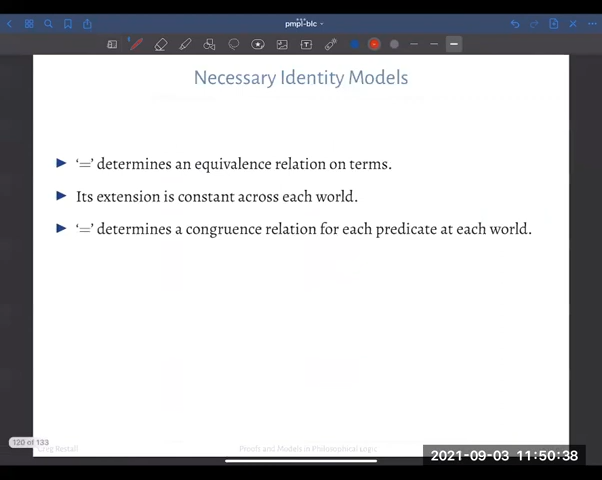 pmpl-blc
Necessary Identity Models
‘=’ determines an equivalence relation on terms.
Its extension is constant across each world.
‘=’ determines a congruence relation for each predicate at each world.
120 of 133
Greg Restall
Proofs and Models in Philosophical Logic
2021-09-03 11:50:38